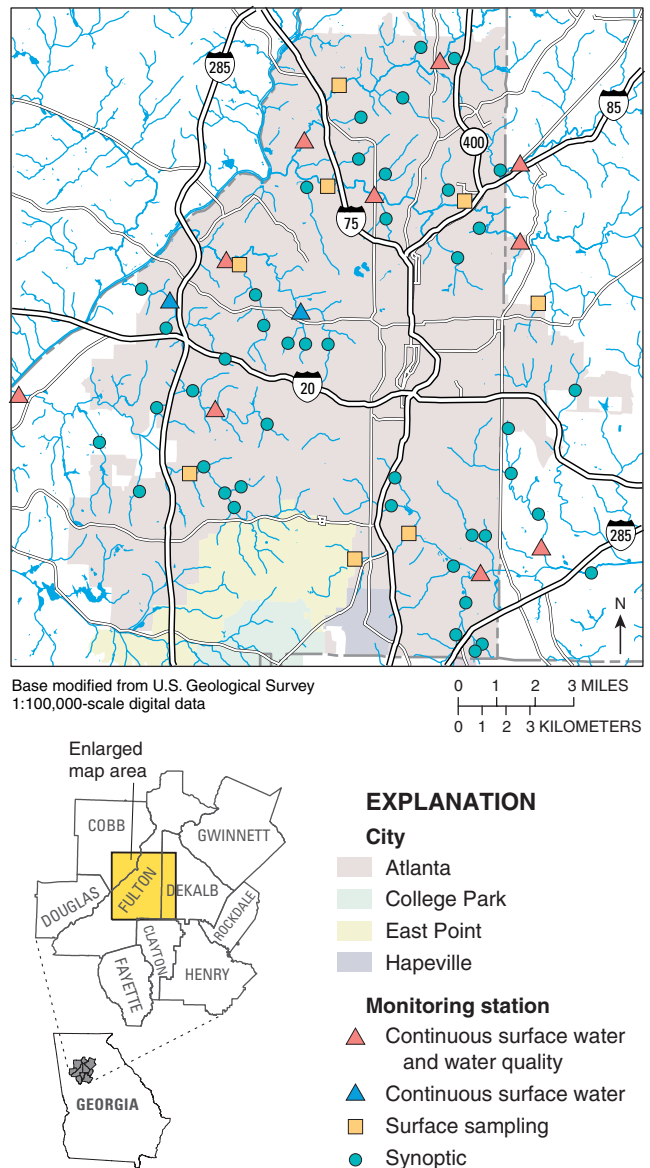 285
85
400
75
20
285
N
Base modified from U.S. Geological Survey
1:100,000-scale digital data
0 1 2 3 MILES
0 1 2 3 KILOMETERS
Enlarged
map area
COBB
GWINNETT
FULTON
DEKALB
DOUGLAS
ROCKDALE
CLAYTON
FAYETTE
HENRY
GEORGIA
EXPLANATION
City
Atlanta
College Park
East Point
Hapeville
Monitoring station
Continuous surface water
and water quality
Continuous surface water
Surface sampling
Synoptic